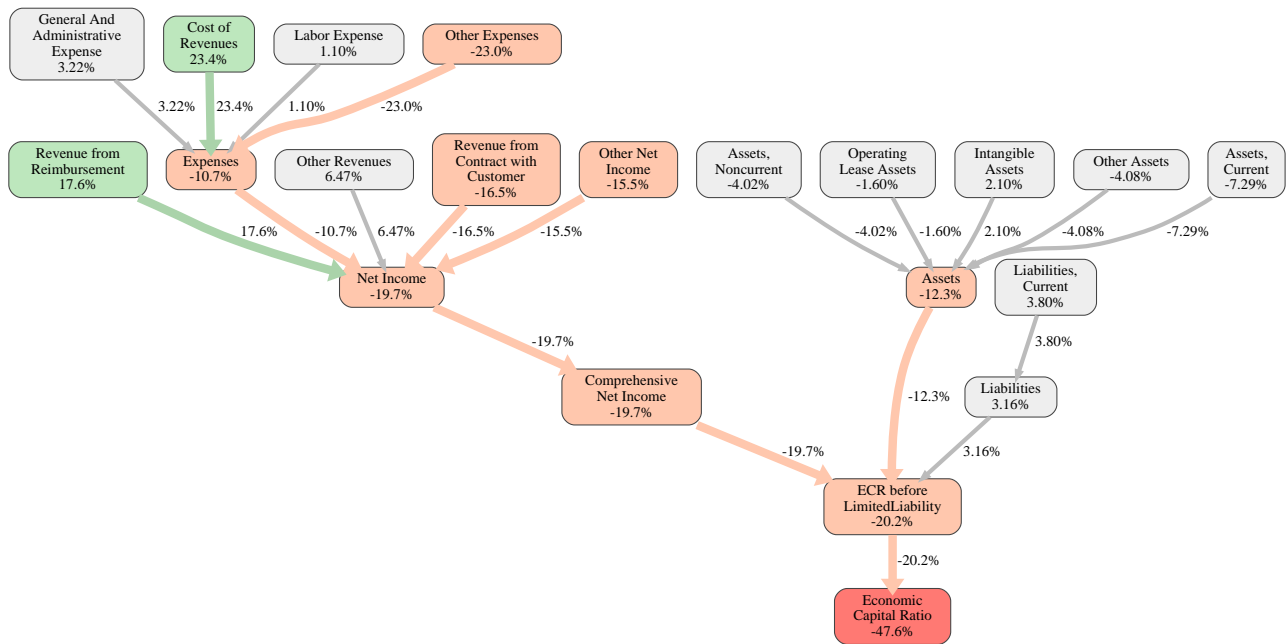 General And
Administrative
Expense
3.22%
Cost of
Revenues
23.4%
Labor Expense
1.10%
Other Expenses
-23.0%
3.22%
23.4%
1.10%
-23.0%
Revenue from
Reimbursement
17.6%
Expenses
-10.7%
Other Revenues
6.47%
Revenue from
Contract with
Customer
-16.5%
Other Net
Income
-15.5%
Assets,
Noncurrent
-4.02%
Operating
Lease Assets
-1.60%
Intangible
Assets
2.10%
Other Assets
-4.08%
Assets,
Current
-7.29%
17.6%
-10.7%
6.47%
-16.5%
-15.5%
-4.02%
-1.60%
2.10%
-4.08%
-7.29%
Net Income
-19.7%
Assets
-12.3%
Liabilities,
Current
3.80%
-19.7%
3.80%
Comprehensive
Net Income
-19.7%
-12.3%
Liabilities
3.16%
-19.7%
3.16%
ECR before
LimitedLiability
-20.2%
-20.2%
Economic
Capital Ratio
-47.6%